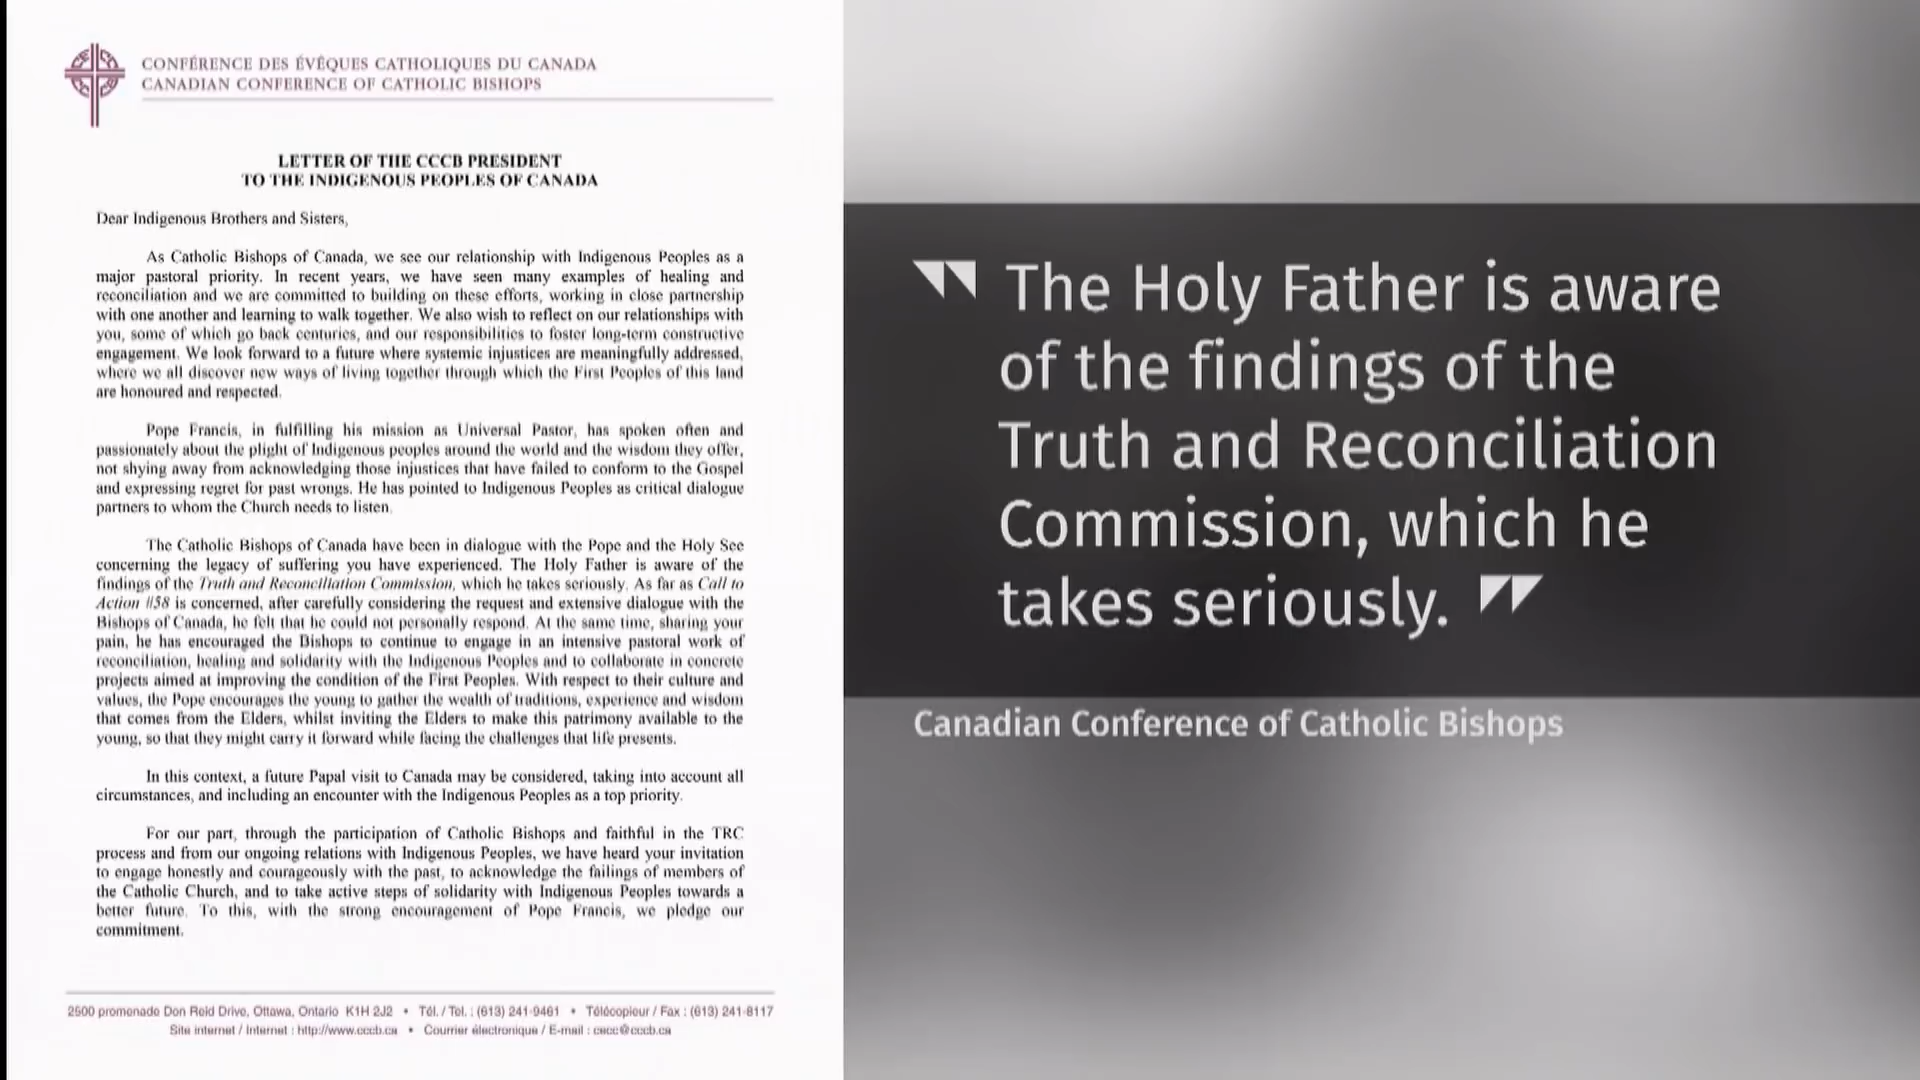 CONFÉRENCE DES ÉVÊQUES CATHOLIQUES DU CANADA
CANADIAN CONFERENCE OF CATHOLIC BISHOPS
LETTER OF THE CCCB PRESIDENT
TO THE INDIGENOUS PEOPLES OF CANADA
Dear Indigenous Brothers and Sisters,
As Catholic Bishops of Canada, we see our relationship with Indigenous Peoples as a
major pastoral priority. In recent years, we have seen many examples of healing and
reconciliation and we are committed to building on these efforts, working in close partnership
with one another and learning to walk together. We also wish to reflect on our relationships with
you, some of which go back centuries, and our responsibilities to foster long-term constructive
engagement. We look forward to a future where systemic injustices are meaningfully addressed,
where we all discover new ways of living together through which the First Peoples of this land
are honoured and respected.
Pope Francis, in fulfilling his mission as Universal Pastor, has spoken often and
passionately about the plight of Indigenous peoples around the world and the wisdom they offer,
not shying away from acknowledging those injustices that have failed to conform to the Gospel
and expressing regret for past wrongs. He has pointed to Indigenous Peoples as critical dialogue
partners to whom the Church needs to listen.
The Catholic Bishops of Canada have been in dialogue with the Pope and the Holy See
concerning the legacy of suffering you have experienced. The Holy Father is aware of the
findings of the Truth and Reconciliation Commission, which he takes seriously. As far as Call to
Action #58 is concerned, after carefully considering the request and extensive dialogue with the
Bishops of Canada, he felt that he could not personally respond. At the same time, sharing your
pain, he has encouraged the Bishops to continue to engage in an intensive pastoral work of
reconciliation, healing and solidarity with the Indigenous Peoples and to collaborate in concrete
projects aimed at improving the condition of the First Peoples. With respect to their culture and
values, the Pope encourages the young to gather the wealth of traditions, experience and wisdom
that comes from the Elders, whilst inviting the Elders to make this patrimony available to the
young, so that they might carry it forward while facing the challenges that life presents.
In this context, a future Papal visit to Canada may be considered, taking into account all
circumstances, and including an encounter with the Indigenous Peoples as a top priority.
For our part, through the participation of Catholic Bishops and faithful in the TRC
process and from our ongoing relations with Indigenous Peoples, we have heard your invitation
to engage honestly and courageously with the past, to acknowledge the failings of members of
the Catholic Church, and to take active steps of solidarity with Indigenous Peoples towards a
better future. To this, with the strong encouragement of Pope Francis, we pledge our
commitment.
2500 promenade Don Reid Drive, Ottawa, Ontario K1H 2J2 • Tél. / Tel. : (613) 241-9461 • Télécopieur / Fax : (613) 241-8117
Site internet / Internet : http://www.cccb.ca • Courrier électronique / E-mail : cecc@cccb.ca
"The Holy Father is aware
of the findings of the
Truth and Reconciliation
Commission, which he
takes seriously."
Canadian Conference of Catholic Bishops